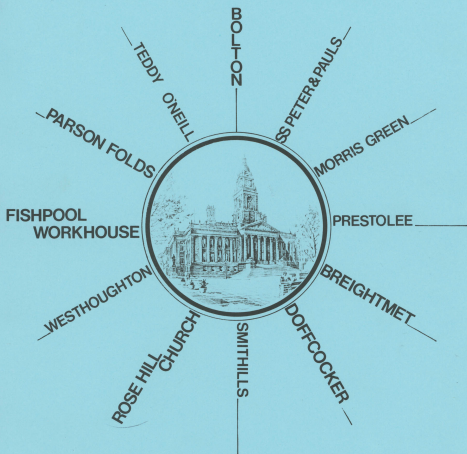 BOLTON
SS PETER & PAULS
MORRIS GREEN
PRESTOLEE
BREIGHTMET
DOFFCOCKER
SMITHILLS
ROSE HILL
CHURCH
WESTHOUGHTON
FISHPOOL
WORKHOUSE
PARSON FOLDS
TEDDY O'NEILL